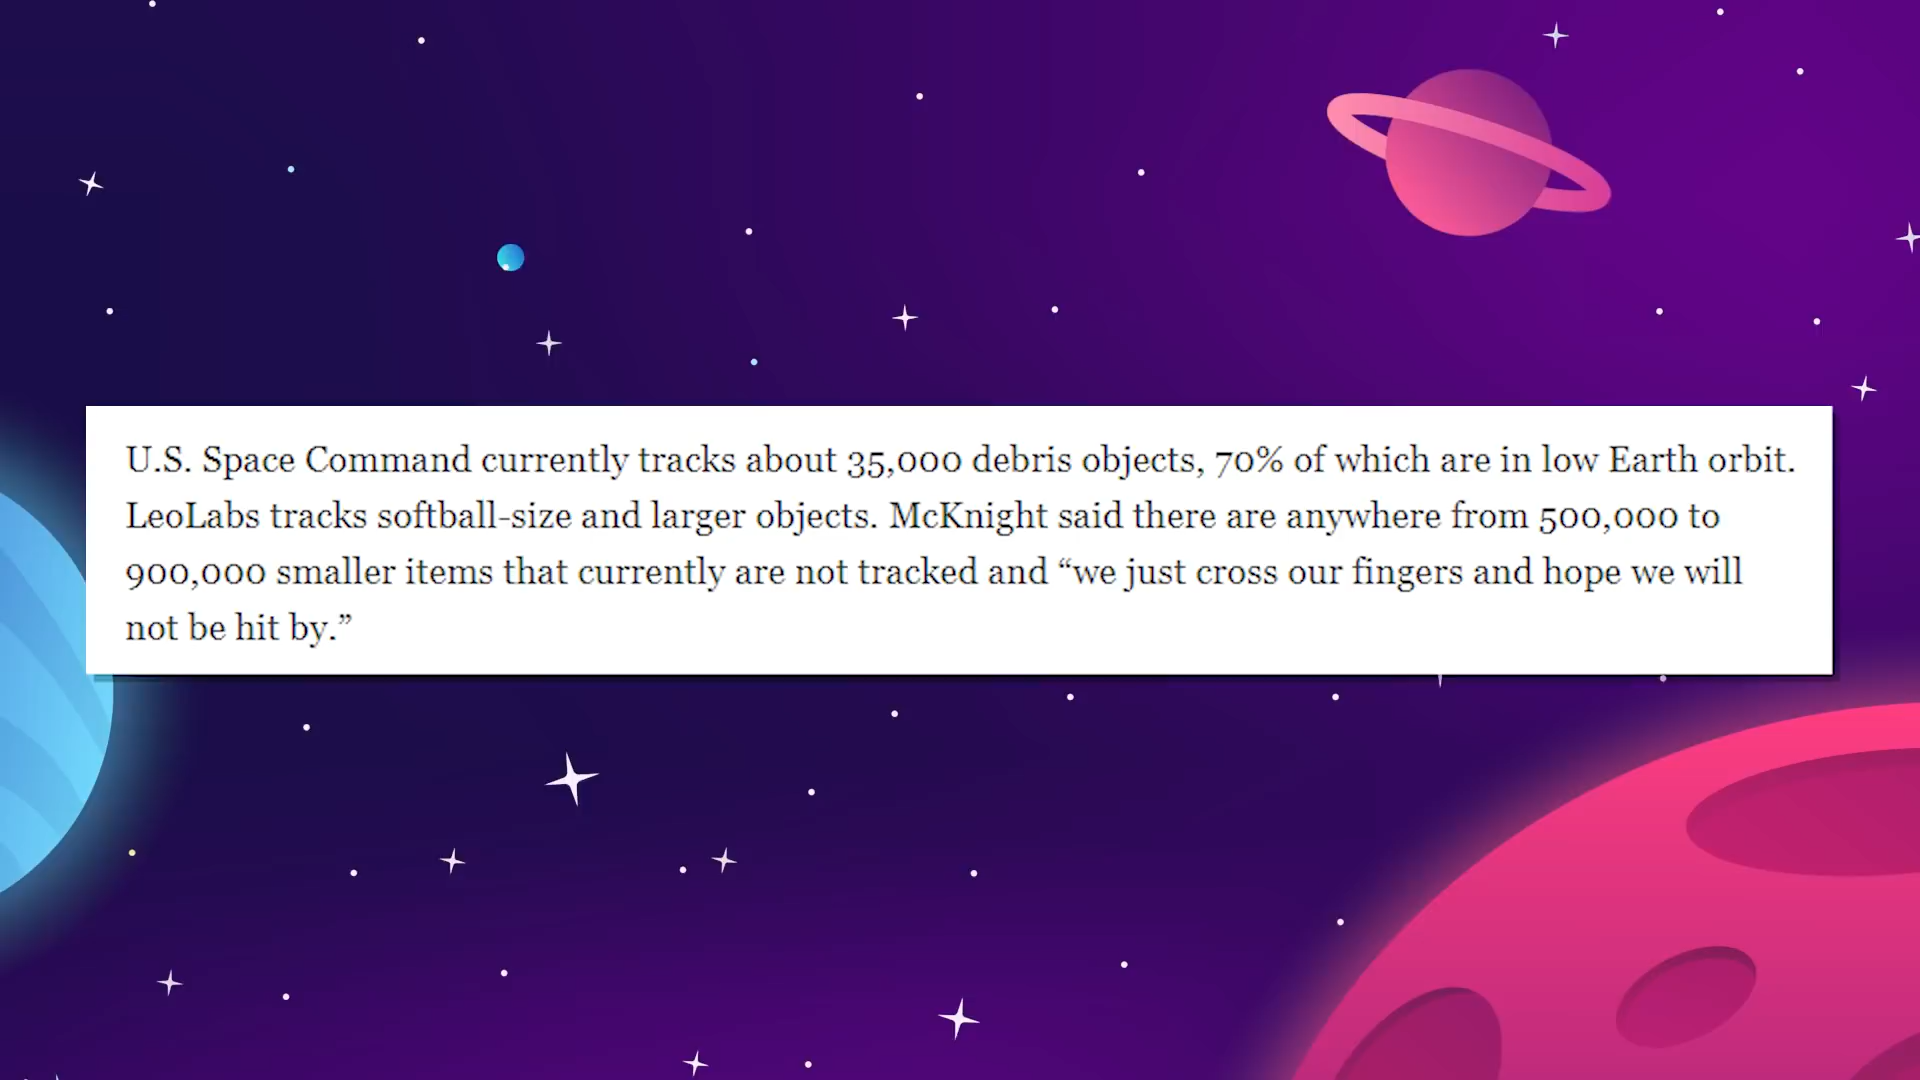 U.S. Space Command currently tracks about 35,000 debris objects, 70% of which are in low Earth orbit.
LeoLabs tracks softball-size and larger objects. McKnight said there are anywhere from 500,000 to
900,000 smaller items that currently are not tracked and “we just cross our fingers and hope we will
not be hit by.”